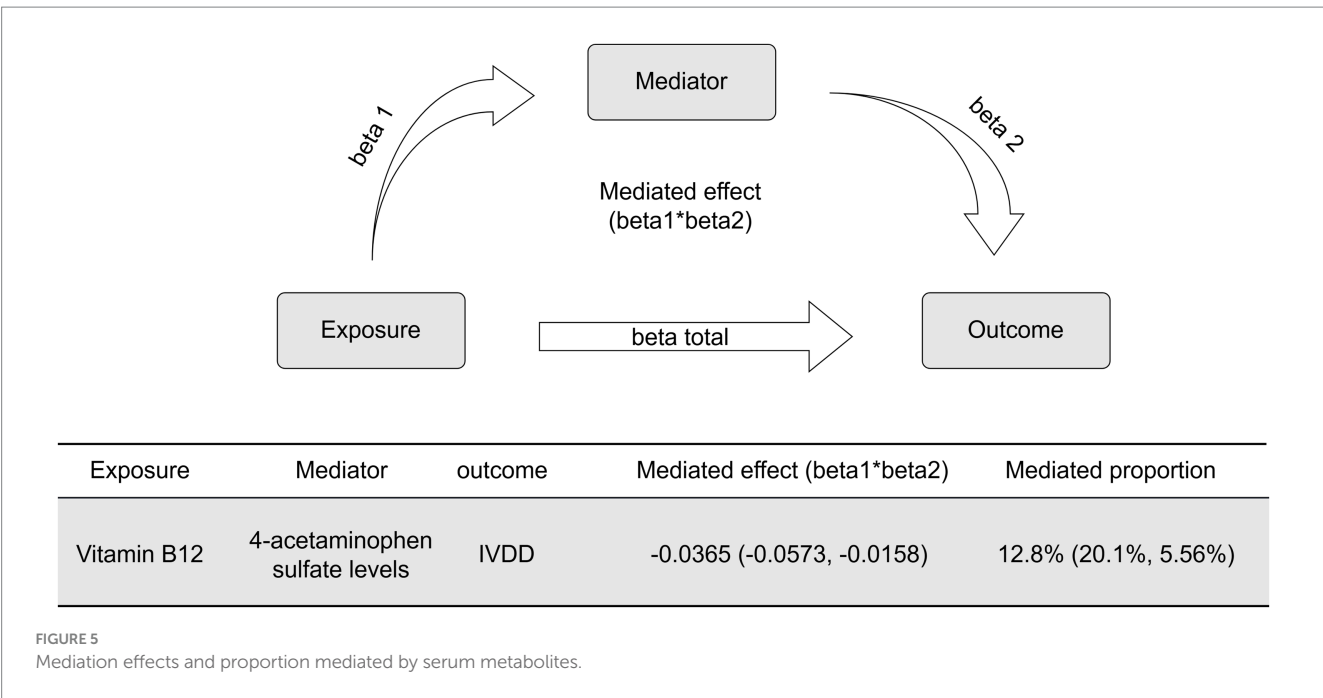 Mediator
beta 1
beta 2
Mediated effect
(beta1*beta2)
Exposure
beta total
Outcome
Exposure Mediator outcome Mediated effect (beta1*beta2) Mediated proportion
Vitamin B12 4-acetaminophen sulfate levels IVDD -0.0365 (-0.0573, -0.0158) 12.8% (20.1%, 5.56%)
FIGURE 5
Mediation effects and proportion mediated by serum metabolites.